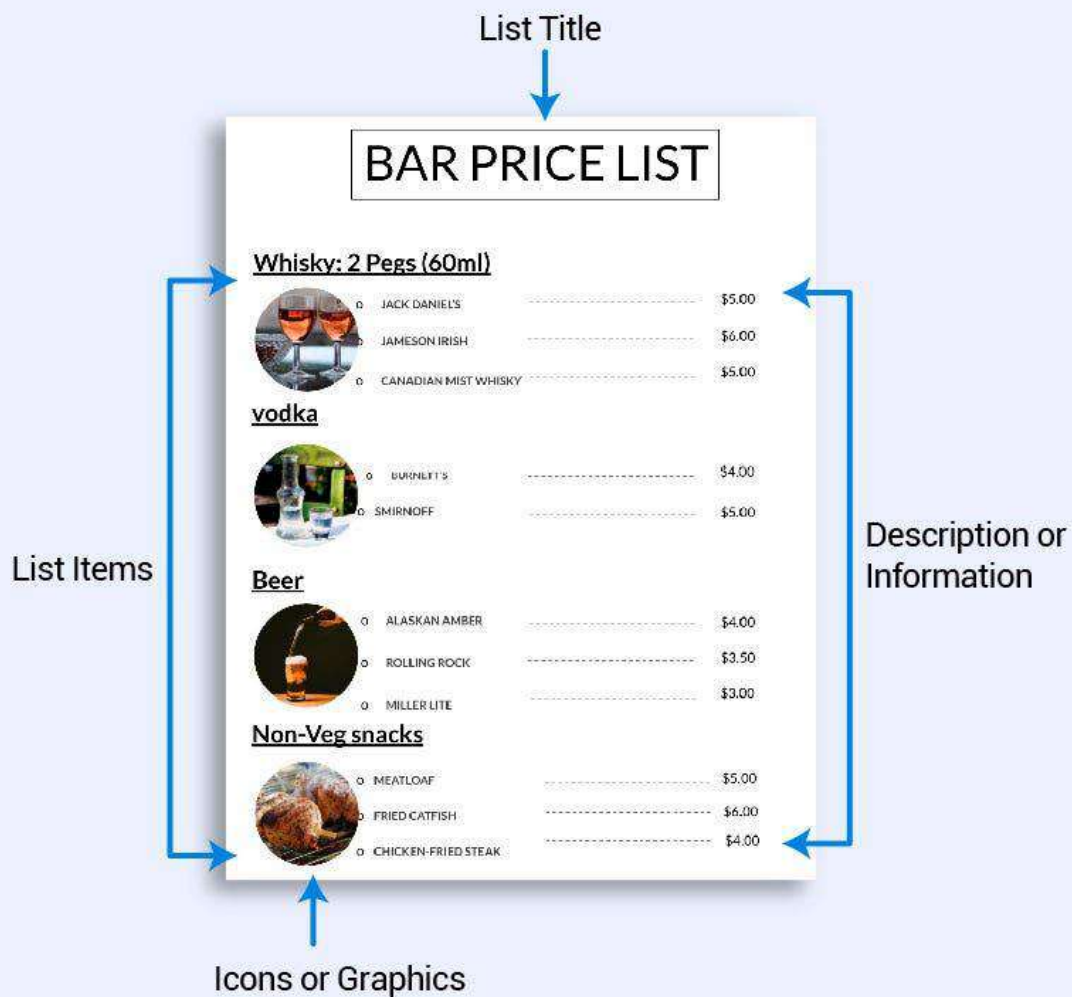 List Title
BAR PRICE LIST
Whisky: 2 Pegs (60ml)
o JACK DANIEL'S ------------------------ $5.00
o JAMESON IRISH ------------------------ $6.00
o CANADIAN MIST WHISKY ------------------------ $5.00
vodka
o BURNETT'S ------------------------ $4.00
o SMIRNOFF ------------------------ $5.00
List Items
Description or
Information
Beer
o ALASKAN AMBER ------------------------ $4.00
o ROLLING ROCK ------------------------ $3.50
o MILLER LITE ------------------------ $3.00
Non-Veg snacks
o MEATLOAF ------------------------ $5.00
o FRIED CATFISH ------------------------ $6.00
o CHICKEN-FRIED STEAK ------------------------ $4.00
Icons or Graphics